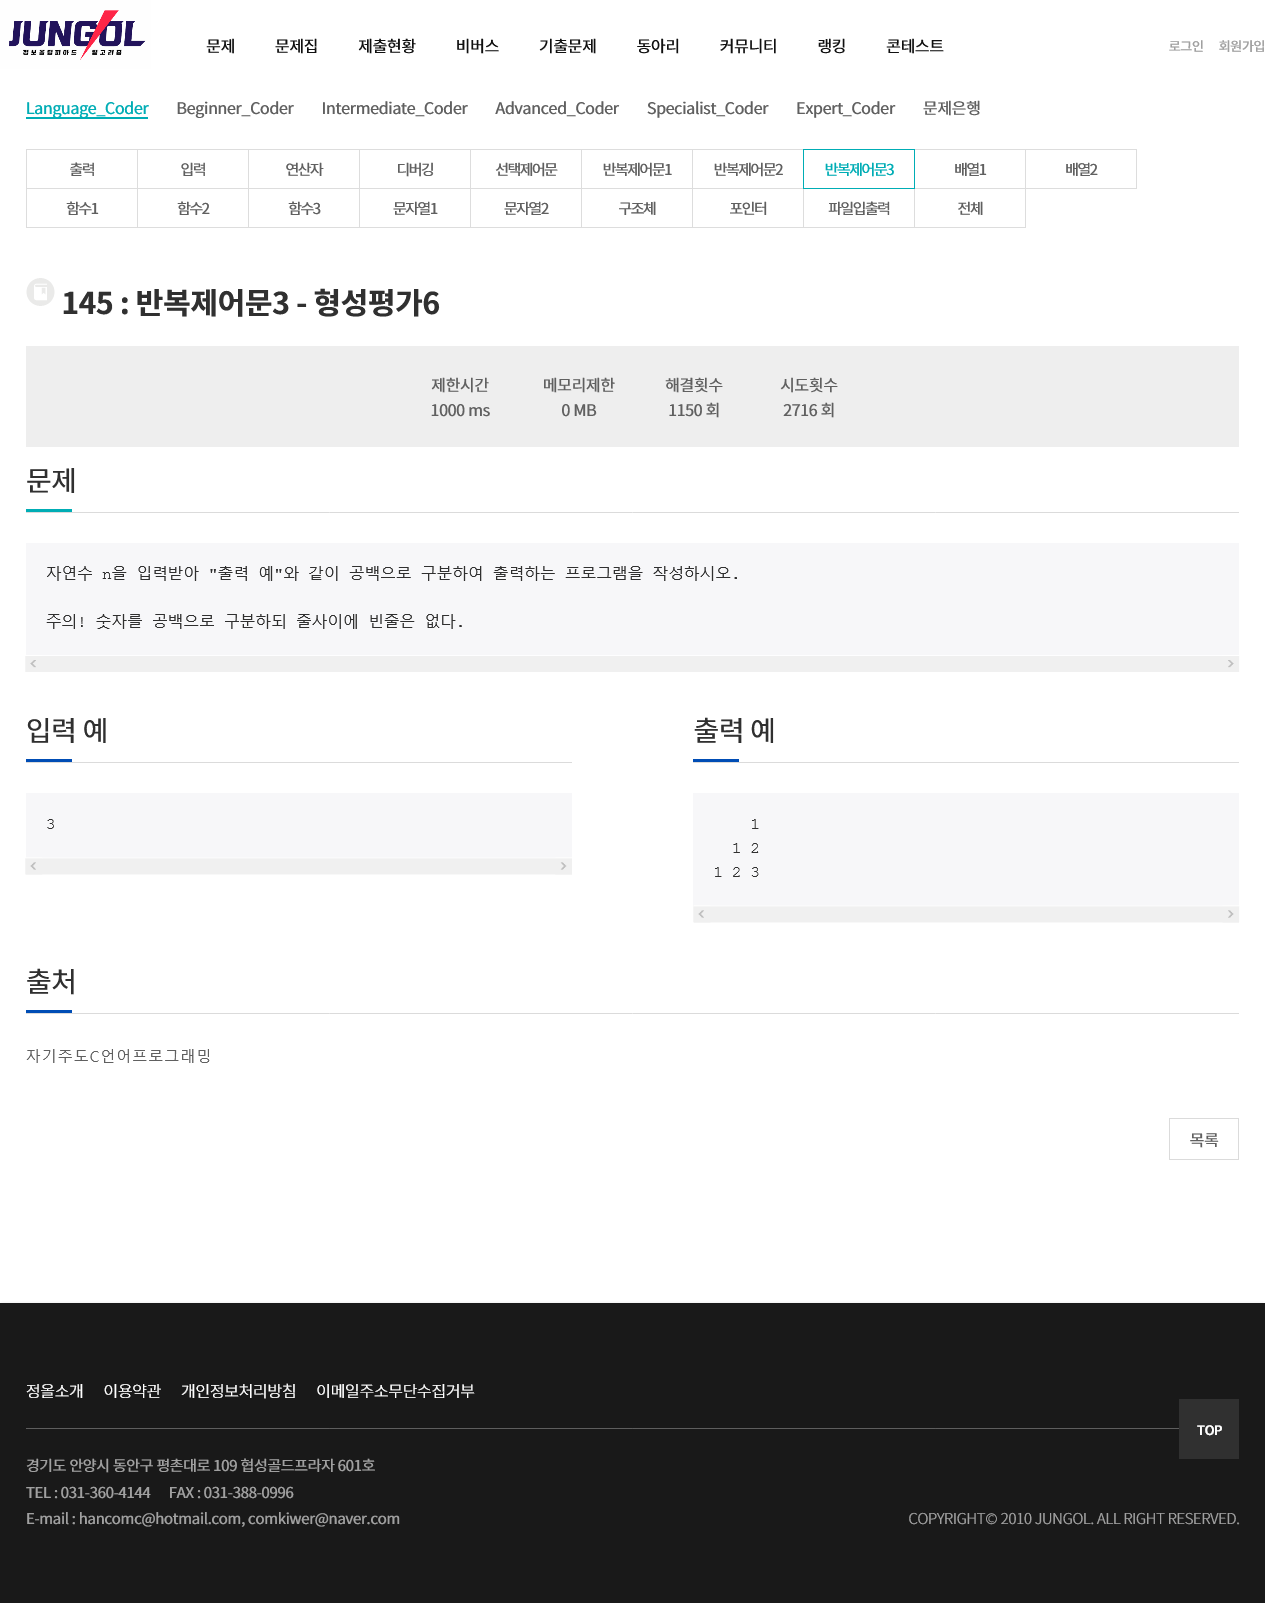 JUNGOL
정보올림피아드 알고리즘
문제 문제집 제출현황 비버스 기출문제 동아리 커뮤니티 랭킹 콘테스트 로그인 회원가입
Language_Coder Beginner_Coder Intermediate_Coder Advanced_Coder Specialist_Coder Expert_Coder 문제은행
출력 입력 연산자 디버깅 선택제어문 반복제어문1 반복제어문2 반복제어문3 배열1 배열2
함수1 함수2 함수3 문자열1 문자열2 구조체 포인터 파일입출력 전체
145 : 반복제어문3 - 형성평가6
제한시간 메모리제한 해결횟수 시도횟수
1000 ms 0 MB 1150 회 2716 회
문제
자연수 n을 입력받아 "출력 예"와 같이 공백으로 구분하여 출력하는 프로그램을 작성하시오.
주의! 숫자를 공백으로 구분하되 줄사이에 빈줄은 없다.
입력 예
3
출력 예
    1
  1 2
1 2 3
출처
자기주도C언어프로그래밍
목록
정올소개 이용약관 개인정보처리방침 이메일주소무단수집거부
TOP
경기도 안양시 동안구 평촌대로 109 협성골드프라자 601호
TEL : 031-360-4144 FAX : 031-388-0996
E-mail : hancomc@hotmail.com, comkiwer@naver.com COPYRIGHT© 2010 JUNGOL. ALL RIGHT RESERVED.